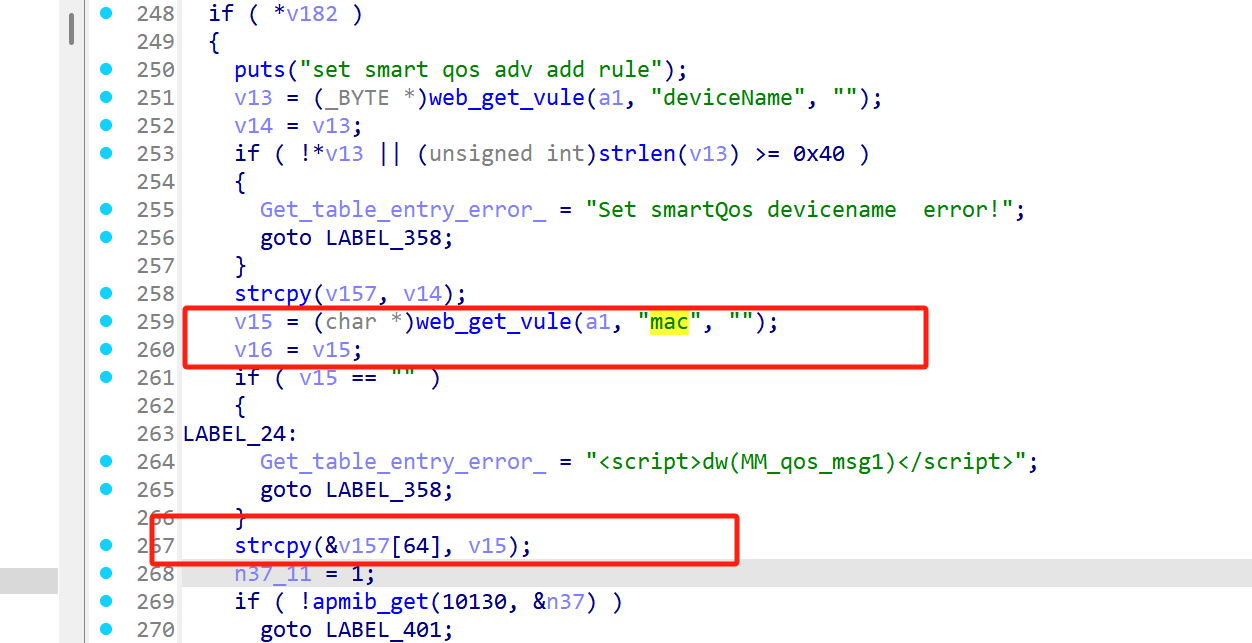 248 if ( *v182 )
249 {
250 puts("set smart qos adv add rule");
251 v13 = (_BYTE *)web_get_vule(a1, "deviceName", "");
252 v14 = v13;
253 if ( !*v13 || (unsigned int)strlen(v13) >= 0x40 )
254 {
255 Get_table_entry_error_ = "Set smartQos devicename  error!";
256 goto LABEL_358;
257 }
258 strcpy(v157, v14);
259 v15 = (char *)web_get_vule(a1, "mac", "");
260 v16 = v15;
261 if ( v15 == "" )
262 {
263 LABEL_24:
264 Get_table_entry_error_ = "<script>dw(MM_qos_msg1)</script>";
265 goto LABEL_358;
266 }
267 strcpy(&v157[64], v15);
268 n37_11 = 1;
269 if ( !apmib_get(10130, &n37) )
270 goto LABEL_401;